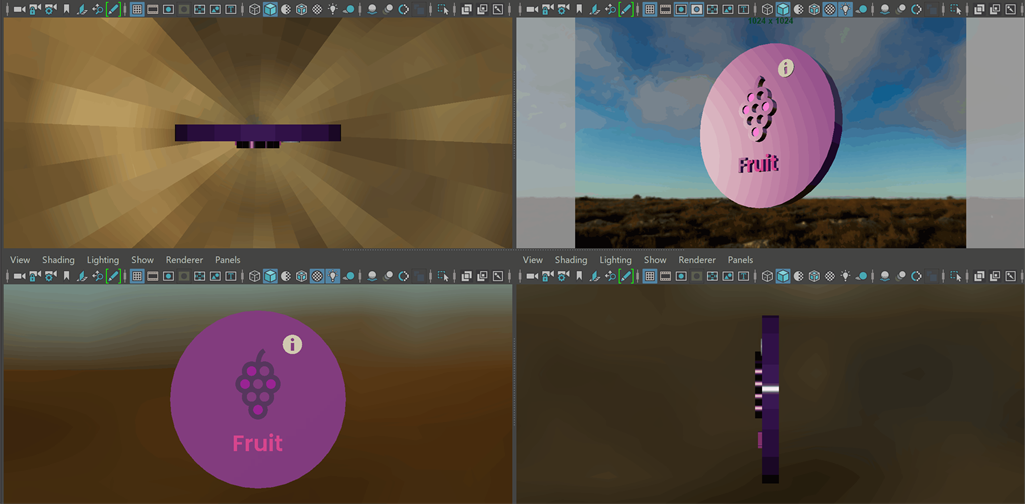 1024 x 1024
i
Fruit
View Shading Lighting Show Renderer Panels
View Shading Lighting Show Renderer Panels
i
Fruit